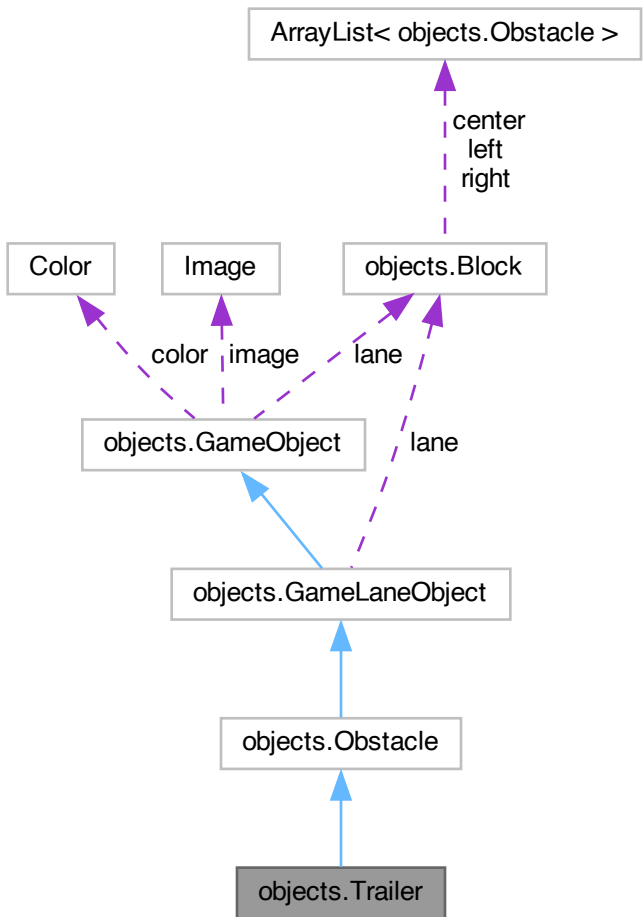 ArrayList< objects.Obstacle >
center
left
right
Color
Image
objects.Block
color
image
lane
objects.GameObject
lane
objects.GameLaneObject
objects.Obstacle
objects.Trailer